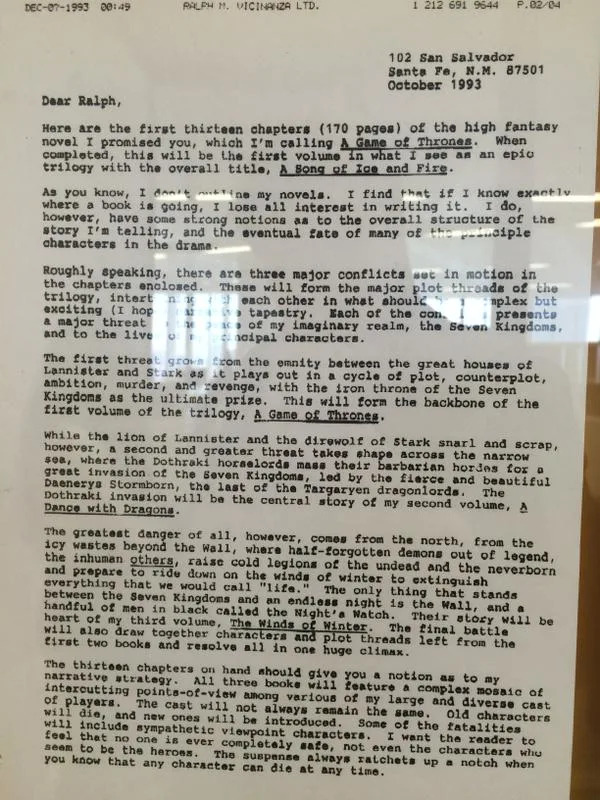 DEC-07-1993 00:49 RALPH M. VICINANZA LTD. 1 212 691 9644 P.02/04
102 San Salvador
Santa Fe, N.M. 87501
October 1993
Dear Ralph,
Here are the first thirteen chapters (170 pages) of the high fantasy
novel I promised you, which I'm calling A Game of Thrones. When
completed, this will be the first volume in what I see as an epic
trilogy with the overall title, A Song of Ice and Fire.
As you know, I don't outline my novels. I find that if I know exactly
where a book is going, I lose all interest in writing it. I do,
however, have some strong notions as to the overall structure of the
story I'm telling, and the eventual fate of many of the principle
characters in the drama.
Roughly speaking, there are three major conflicts set in motion in
the chapters enclosed. These will form the major plot threads of the
trilogy, each other in what should complex but
exciting (I tapestry. Each of the presents
a major threat of my imaginary realm, the Seven Kingdoms,
and to the principal characters.
The first threat grows from the emnity between the great houses of
Lannister and Stark as it plays out in a cycle of plot, counterplot,
ambition, murder, and revenge, with the iron throne of the Seven
Kingdoms as the ultimate prize. This will form the backbone of the
first volume of the trilogy, A Game of Thrones.
While the lion of Lannister and the direwolf of Stark snarl and scrap,
however, a second and greater threat takes shape across the narrow
sea, where the Dothraki horselords mass their barbarian hordes for a
great invasion of the Seven Kingdoms, led by the fierce and beautiful
Daenerys Stormborn, the last of the Targaryen dragonlords. The
Dothraki invasion will be the central story of my second volume, A
Dance with Dragons.
The greatest danger of all, however, comes from the north, from the
icy wastes beyond the Wall, where half-forgotten demons out of legend,
the inhuman others, raise cold legions of the undead and the neverborn
and prepare to ride down on the winds of winter to extinguish
everything that we would call "life." The only thing that stands
between the Seven Kingdoms and an endless night is the Wall, and a
handful of men in black called the Night's Watch. Their story will be
heart of my third volume, The Winds of Winter. The final battle
will also draw together characters and plot threads left from the
first two books and resolve all in one huge climax.
The thirteen chapters on hand should give you a notion as to my
narrative strategy. All three books will feature a complex mosaic of
intercutting points-of-view among various of my large and diverse cast
of players. The cast will not always remain the same. Old characters
will die, and new ones will be introduced. Some of the fatalities
will include sympathetic viewpoint characters. I want the reader to
feel that no one is ever completely safe, not even the characters who
seem to be the heroes. The suspense always ratchets up a notch when
you know that any character can die at any time.